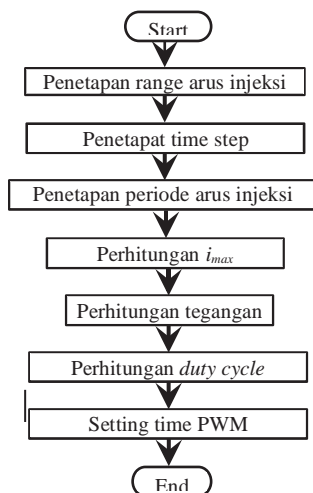 Start
Penetapan range arus injeksi
Penetapat time step
Penetapan periode arus injeksi
Perhitungan i_max
Perhitungan tegangan
Perhitungan duty cycle
Setting time PWM
End